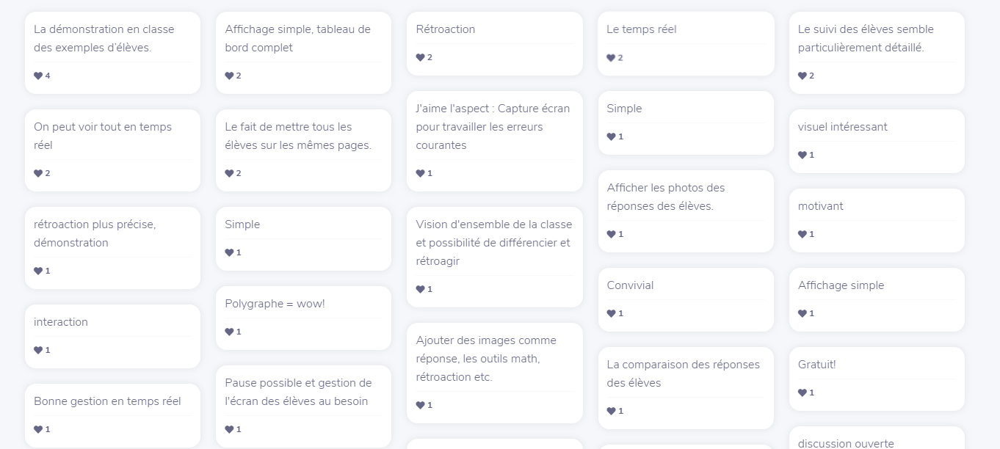 La démonstration en classe
des exemples d'élèves.
4
On peut voir tout en temps
réel
2
rétroaction plus précise,
démonstration
1
interaction
1
Bonne gestion en temps réel
1
Affichage simple, tableau de
bord complet
2
Le fait de mettre tous les
élèves sur les mêmes pages.
2
Simple
1
Polygraphe = wow!
1
Pause possible et gestion de
l'écran des élèves au besoin
1
Rétroaction
2
J'aime l'aspect : Capture écran
pour travailler les erreurs
courantes
1
Vision d'ensemble de la classe
et possibilité de différencier et
rétroagir
1
Ajouter des images comme
réponse, les outils math,
rétroaction etc.
1
Le temps réel
2
Simple
1
Afficher les photos des
réponses des élèves.
1
Convivial
1
La comparaison des réponses
des élèves
1
Le suivi des élèves semble
particulièrement détaillé.
2
visuel intéressant
1
motivant
1
Affichage simple
1
Gratuit!
1
discussion ouverte